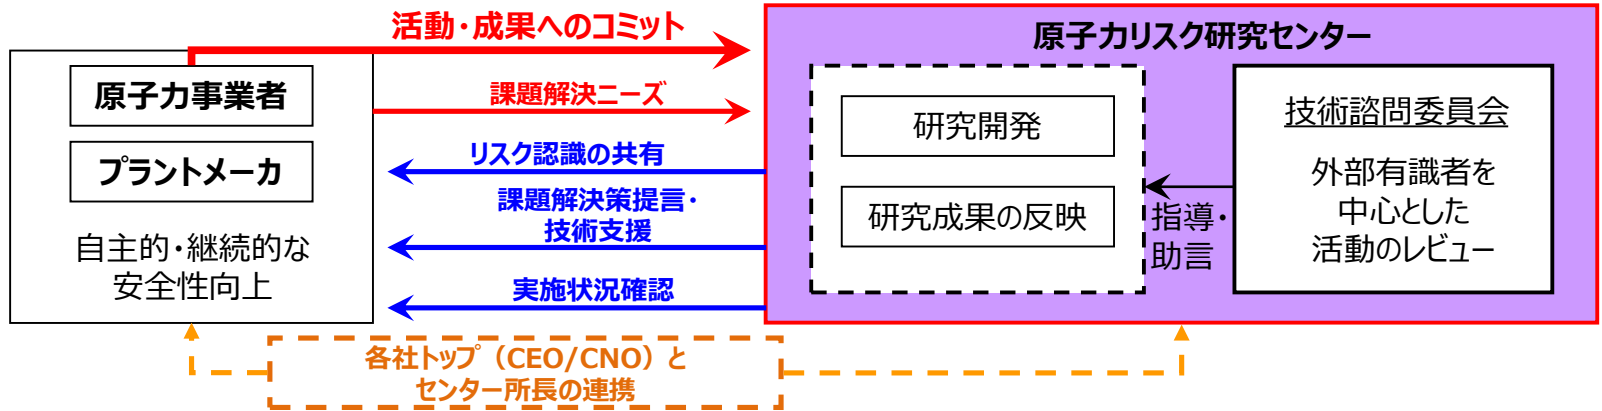 活動・成果へのコミット
原子力リスク研究センター
原子力事業者
課題解決ニーズ
プラントメーカ
リスク認識の共有
課題解決策提言・
技術支援
自主的・継続的な
安全性向上
実施状況確認
研究開発
研究成果の反映
指導・
助言
技術諮問委員会
外部有識者を
中心とした
活動のレビュー
各社トップ（CEO/CNO）と
センター所長の連携